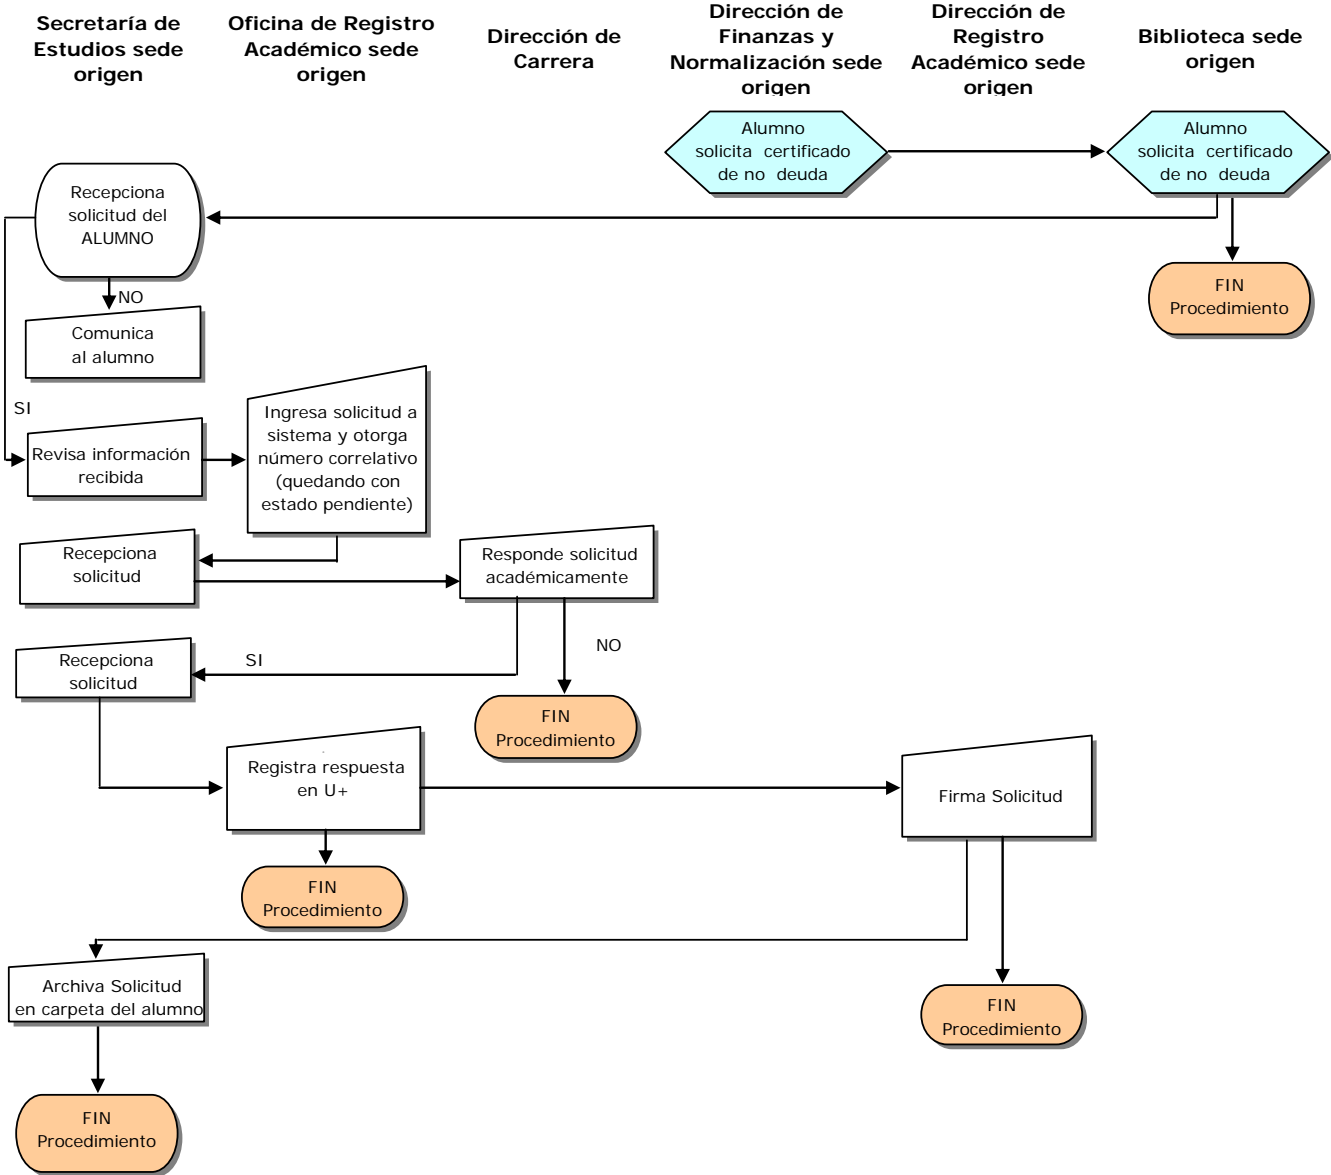 Secretaría de
Estudios sede
origen
Oficina de Registro
Académico sede
origen
Dirección de
Carrera
Dirección de
Finanzas y
Normalización sede
origen
Dirección de
Registro
Académico sede
origen
Biblioteca sede
origen
Alumno
solicita certificado
de no deuda
Alumno
solicita certificado
de no deuda
Recepciona
solicitud del
ALUMNO
FIN
Procedimiento
NO
Comunica
al alumno
SI
Revisa información
recibida
Ingresa solicitud a
sistema y otorga
número correlativo
(quedando con
estado pendiente)
Recepciona
solicitud
Responde solicitud
académicamente
NO
SI
Recepciona
solicitud
FIN
Procedimiento
Registra respuesta
en U+
Firma Solicitud
FIN
Procedimiento
Archiva Solicitud
en carpeta del alumno
FIN
Procedimiento
FIN
Procedimiento